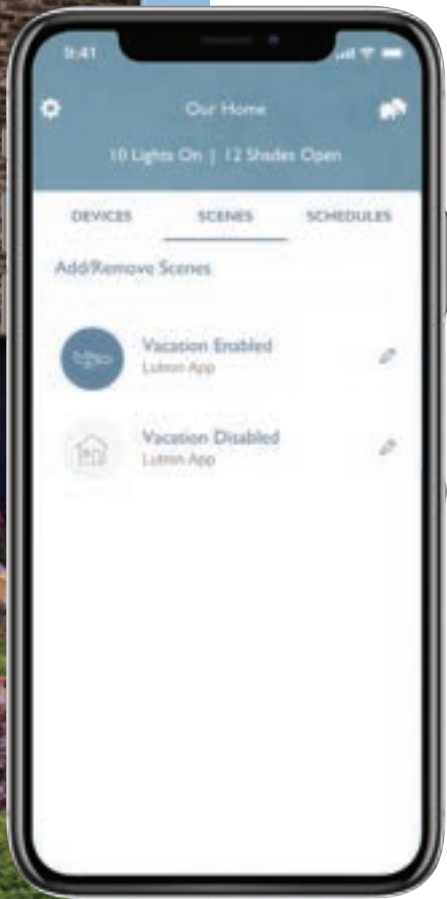 9:41
Our Home
10 Lights On | 12 Shades Open
DEVICES SCENES SCHEDULES
Add/Remove Scenes
Vacation Enabled
Lutron App
Vacation Disabled
Lutron App